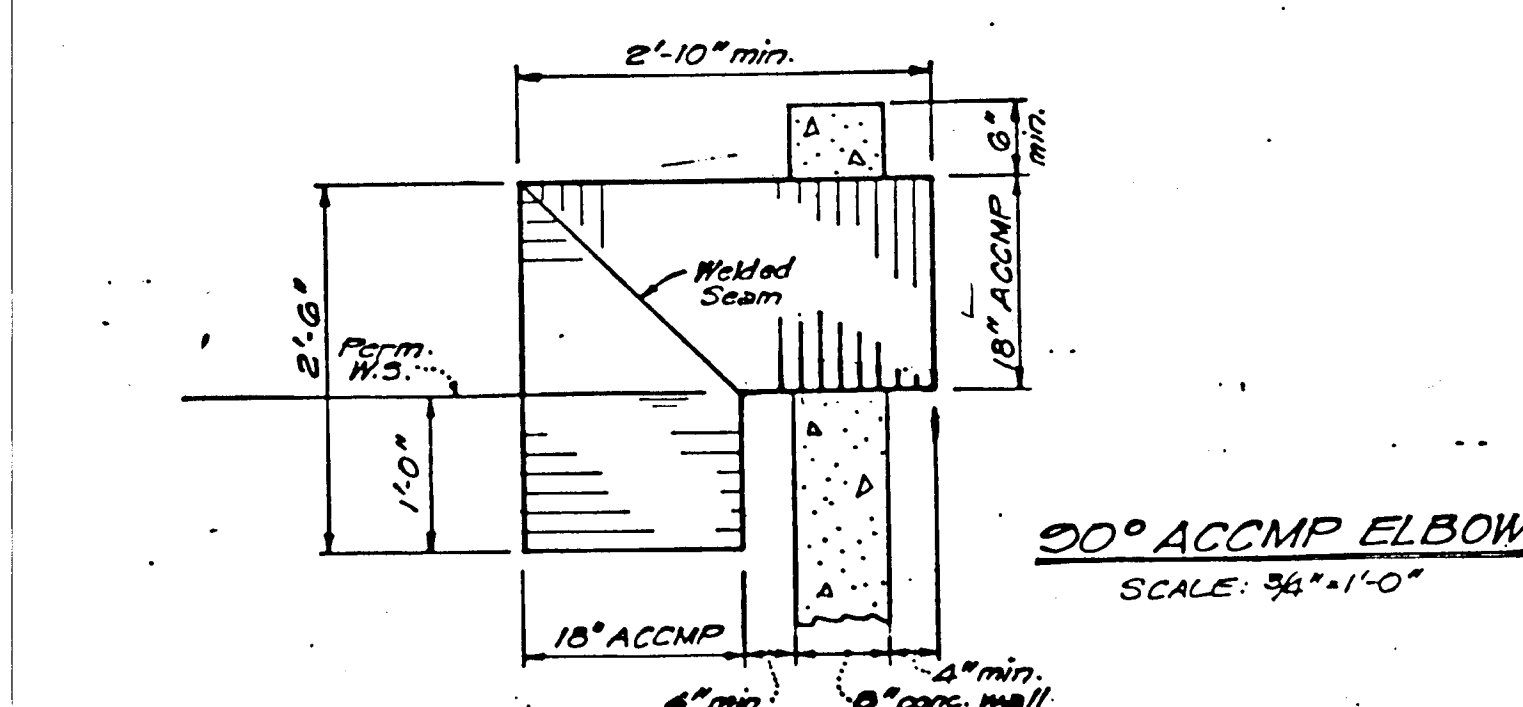 2'-10" min.
6"
min.
18" ACCMP
Welded
Seam
2'-6"
Perm.
W.S.
1'-0"
90° ACCMP ELBOW
SCALE: 3/4"=1'-0"
18" ACCMP
4" min.
min.
8" conc. wall